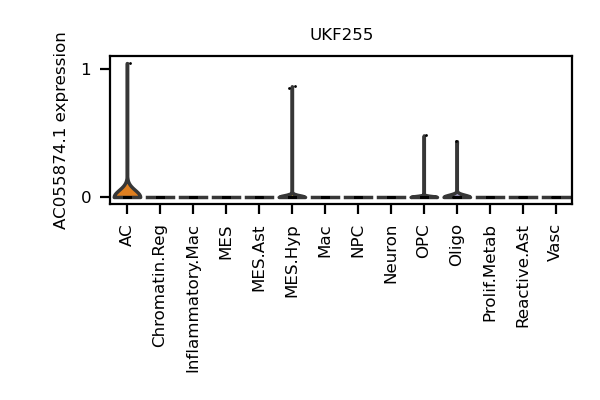 UKF255
AC055874.1 expression
1
0
AC
Chromatin.Reg
Inflammatory.Mac
MES
MES.Ast
MES.Hyp
Mac
NPC
Neuron
OPC
Oligo
Prolif.Metab
Reactive.Ast
Vasc